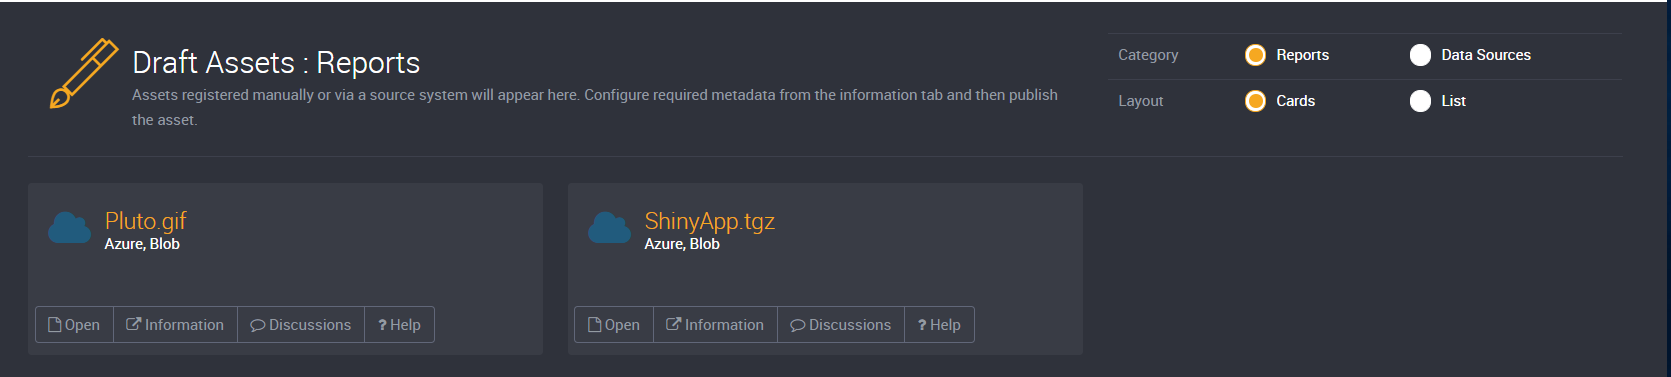 Draft Assets : Reports
Assets registered manually or via a source system will appear here. Configure required metadata from the information tab and then publish
the asset.
Category Reports Data Sources
Layout Cards List
Pluto.gif
Azure, Blob
Open Information Discussions ? Help
ShinyApp.tgz
Azure, Blob
Open Information Discussions ? Help